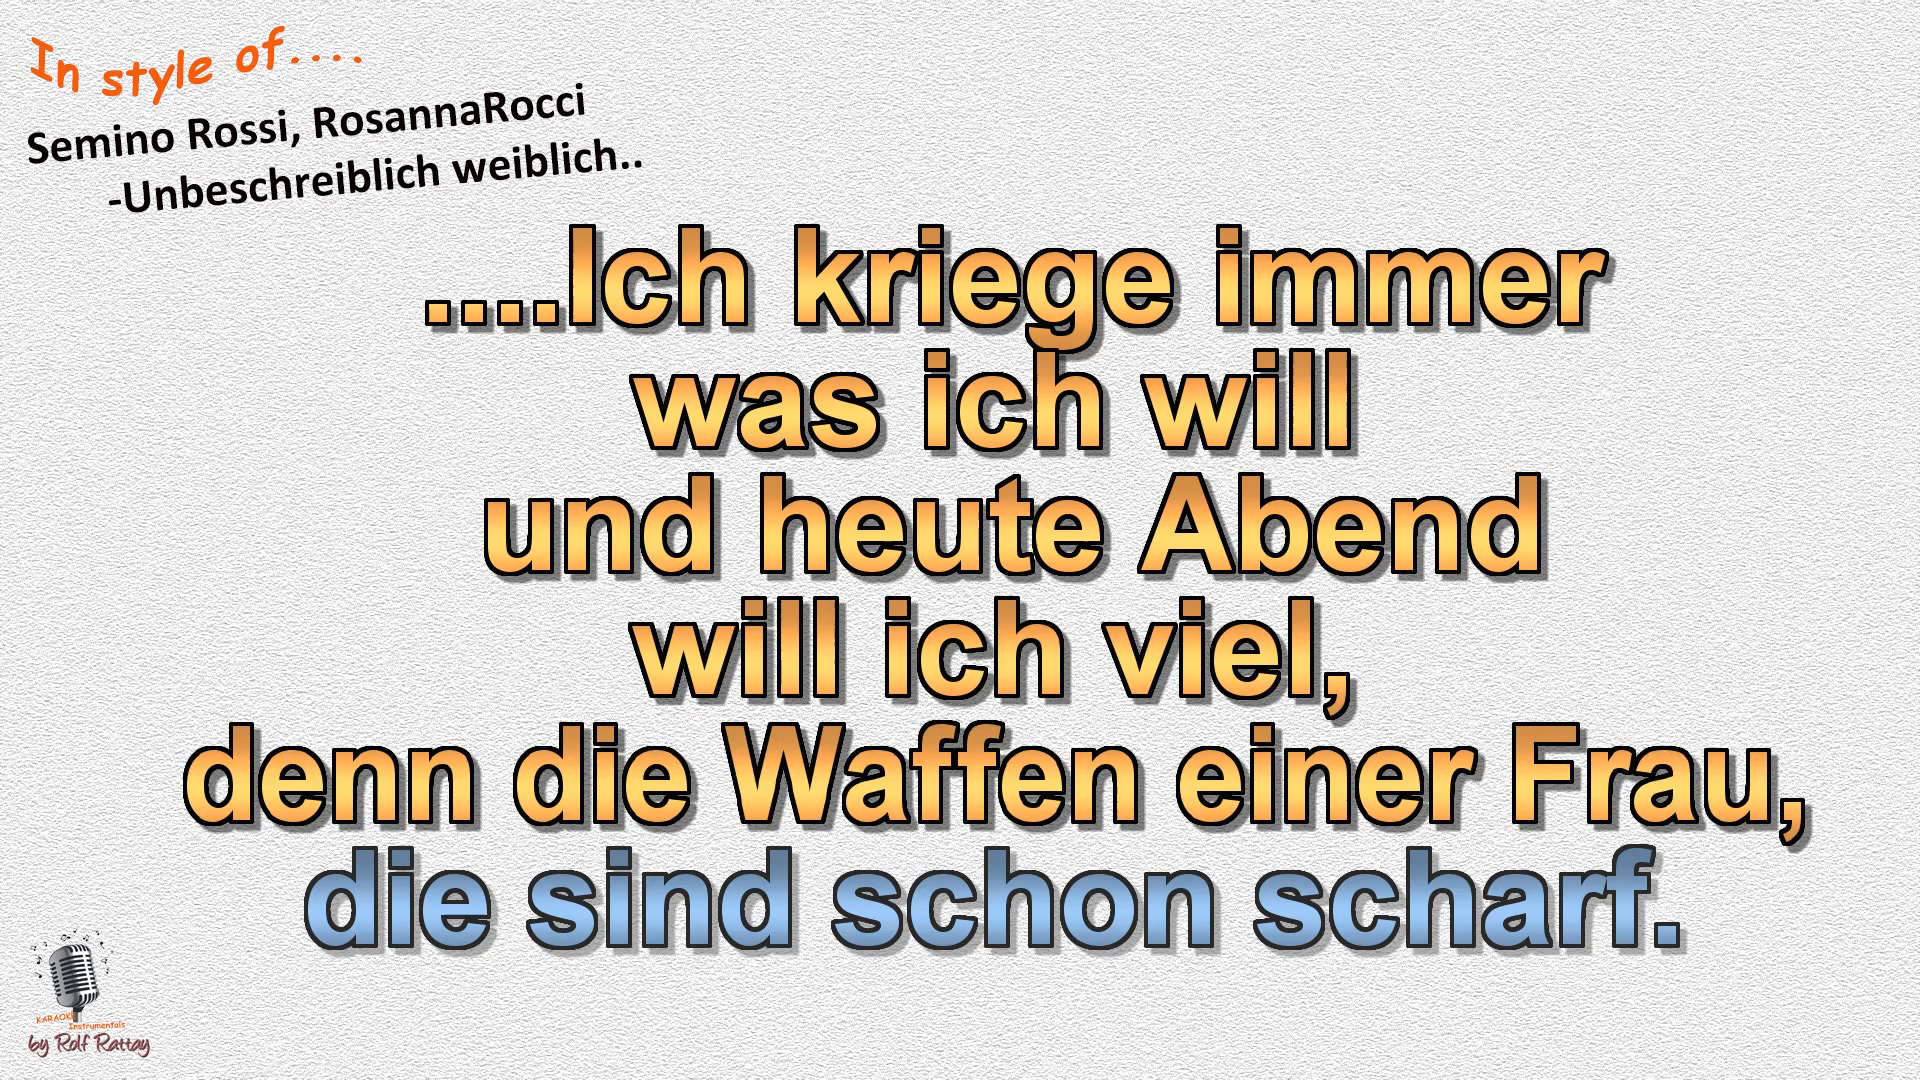 In style of....
Semino Rossi, RosannaRocci
-Unbeschreiblich weiblich..
....Ich kriege immer
was ich will
und heute Abend
will ich viel,
denn die Waffen einer Frau,
die sind schon scharf.
KARAOKE
Instrumentals
by Rolf Rattay